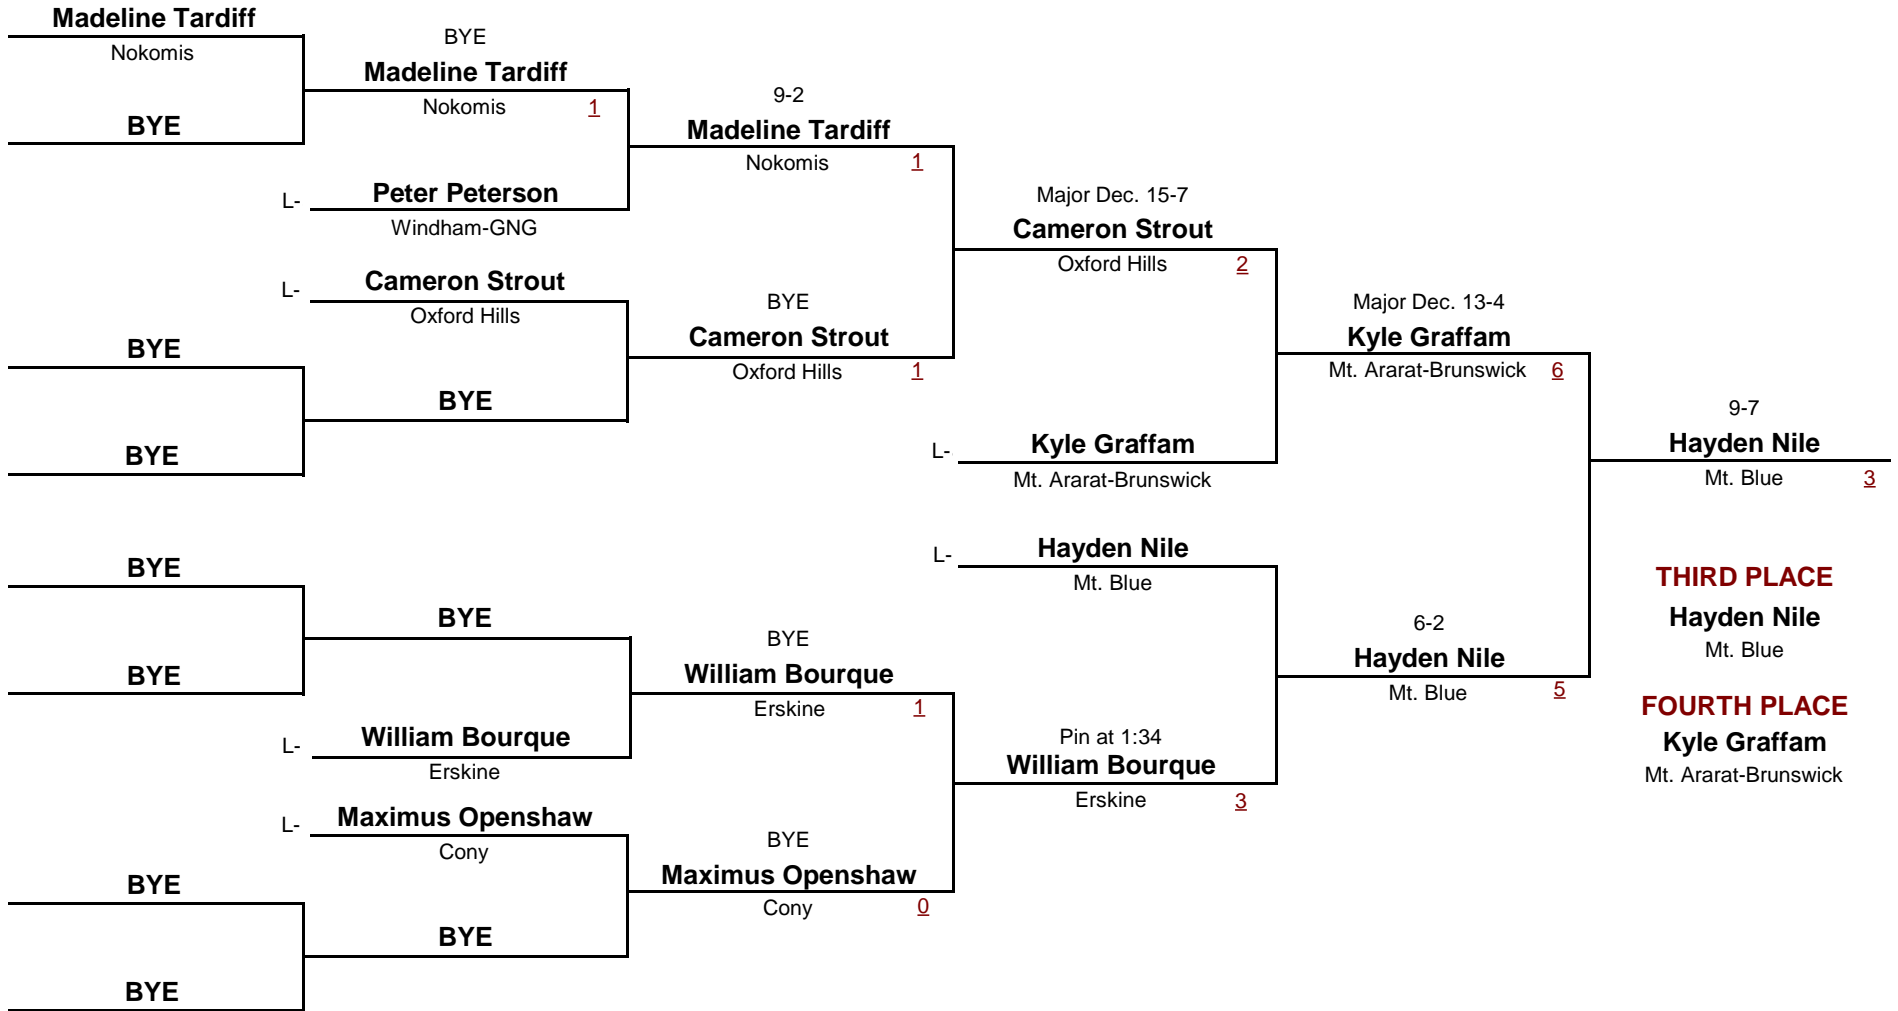 Madeline Tardiff
Nokomis
BYE
BYE
Madeline Tardiff
Nokomis 1
L- Peter Peterson
Windham-GNG
9-2
Madeline Tardiff
Nokomis 1
L- Cameron Strout
Oxford Hills
BYE
BYE
BYE
BYE
Cameron Strout
Oxford Hills 1
Major Dec. 15-7
Cameron Strout
Oxford Hills 2
L- Kyle Graffam
Mt. Ararat-Brunswick
Major Dec. 13-4
Kyle Graffam
Mt. Ararat-Brunswick 6
9-7
Hayden Nile
Mt. Blue 3
BYE
BYE
BYE
L- William Bourque
Erskine
BYE
William Bourque
Erskine 1
L- Maximus Openshaw
Cony
BYE
BYE
BYE
BYE
Maximus Openshaw
Cony 0
L- Hayden Nile
Mt. Blue
Pin at 1:34
William Bourque
Erskine 3
6-2
Hayden Nile
Mt. Blue 5
THIRD PLACE
Hayden Nile
Mt. Blue
FOURTH PLACE
Kyle Graffam
Mt. Ararat-Brunswick